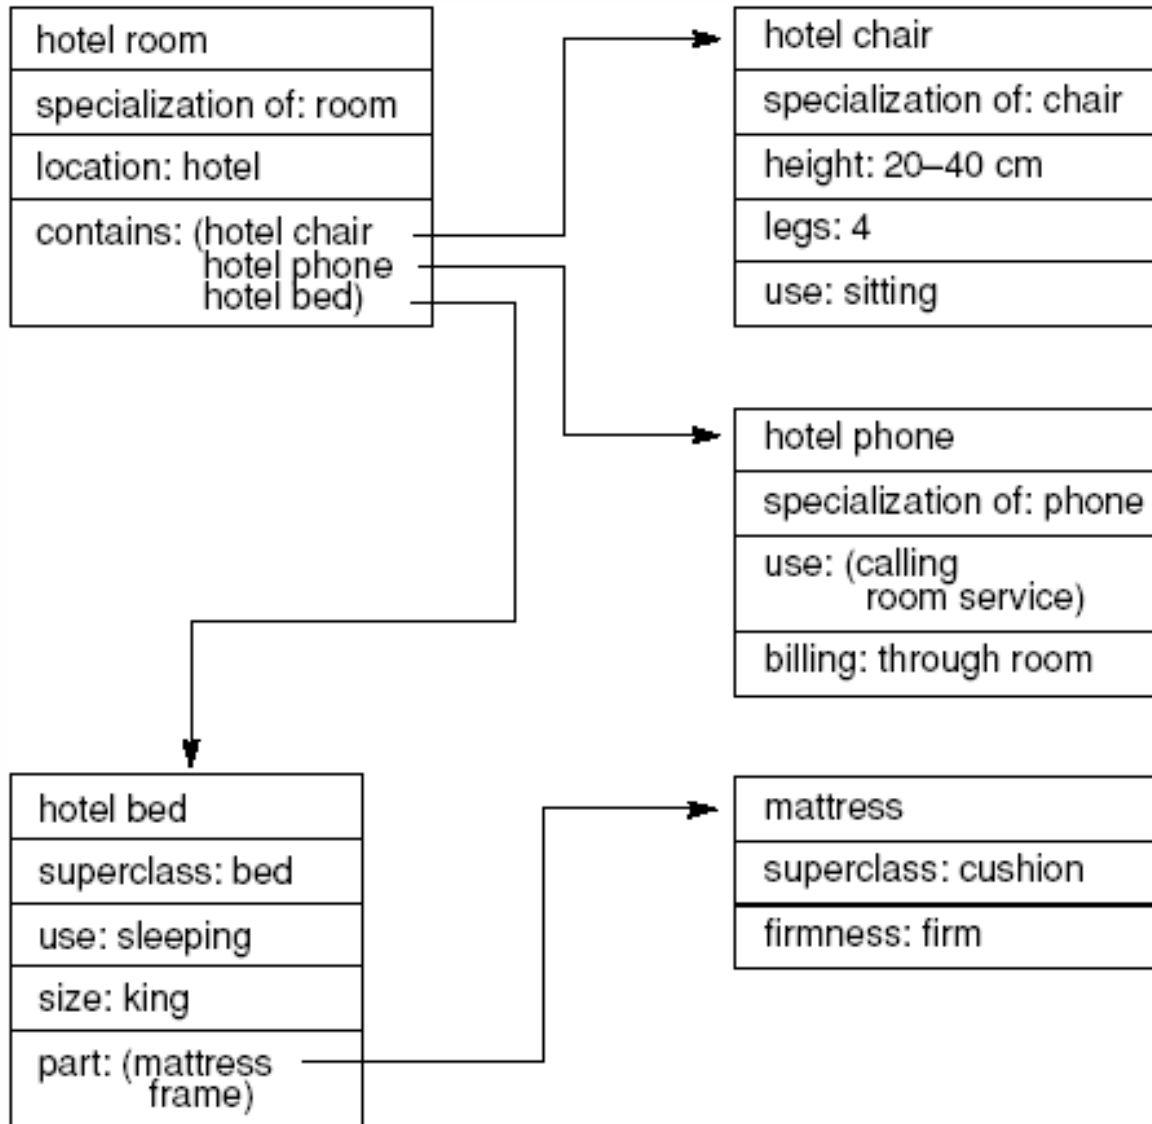 hotel room
specialization of: room
location: hotel
contains: (hotel chair
hotel phone
hotel bed)
hotel chair
specialization of: chair
height: 20–40 cm
legs: 4
use: sitting
hotel phone
specialization of: phone
use: (calling
room service)
billing: through room
hotel bed
superclass: bed
use: sleeping
size: king
part: (mattress
frame)
mattress
superclass: cushion
firmness: firm